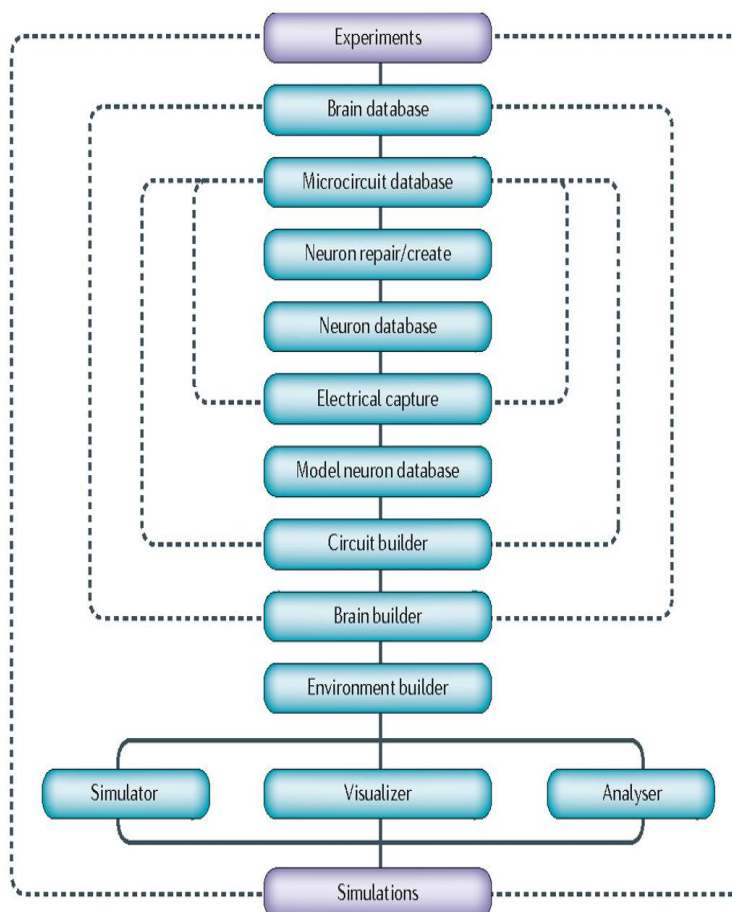 Experiments
Brain database
Microcircuit database
Neuron repair/create
Neuron database
Electrical capture
Model neuron database
Circuit builder
Brain builder
Environment builder
Simulator
Visualizer
Analyser
Simulations